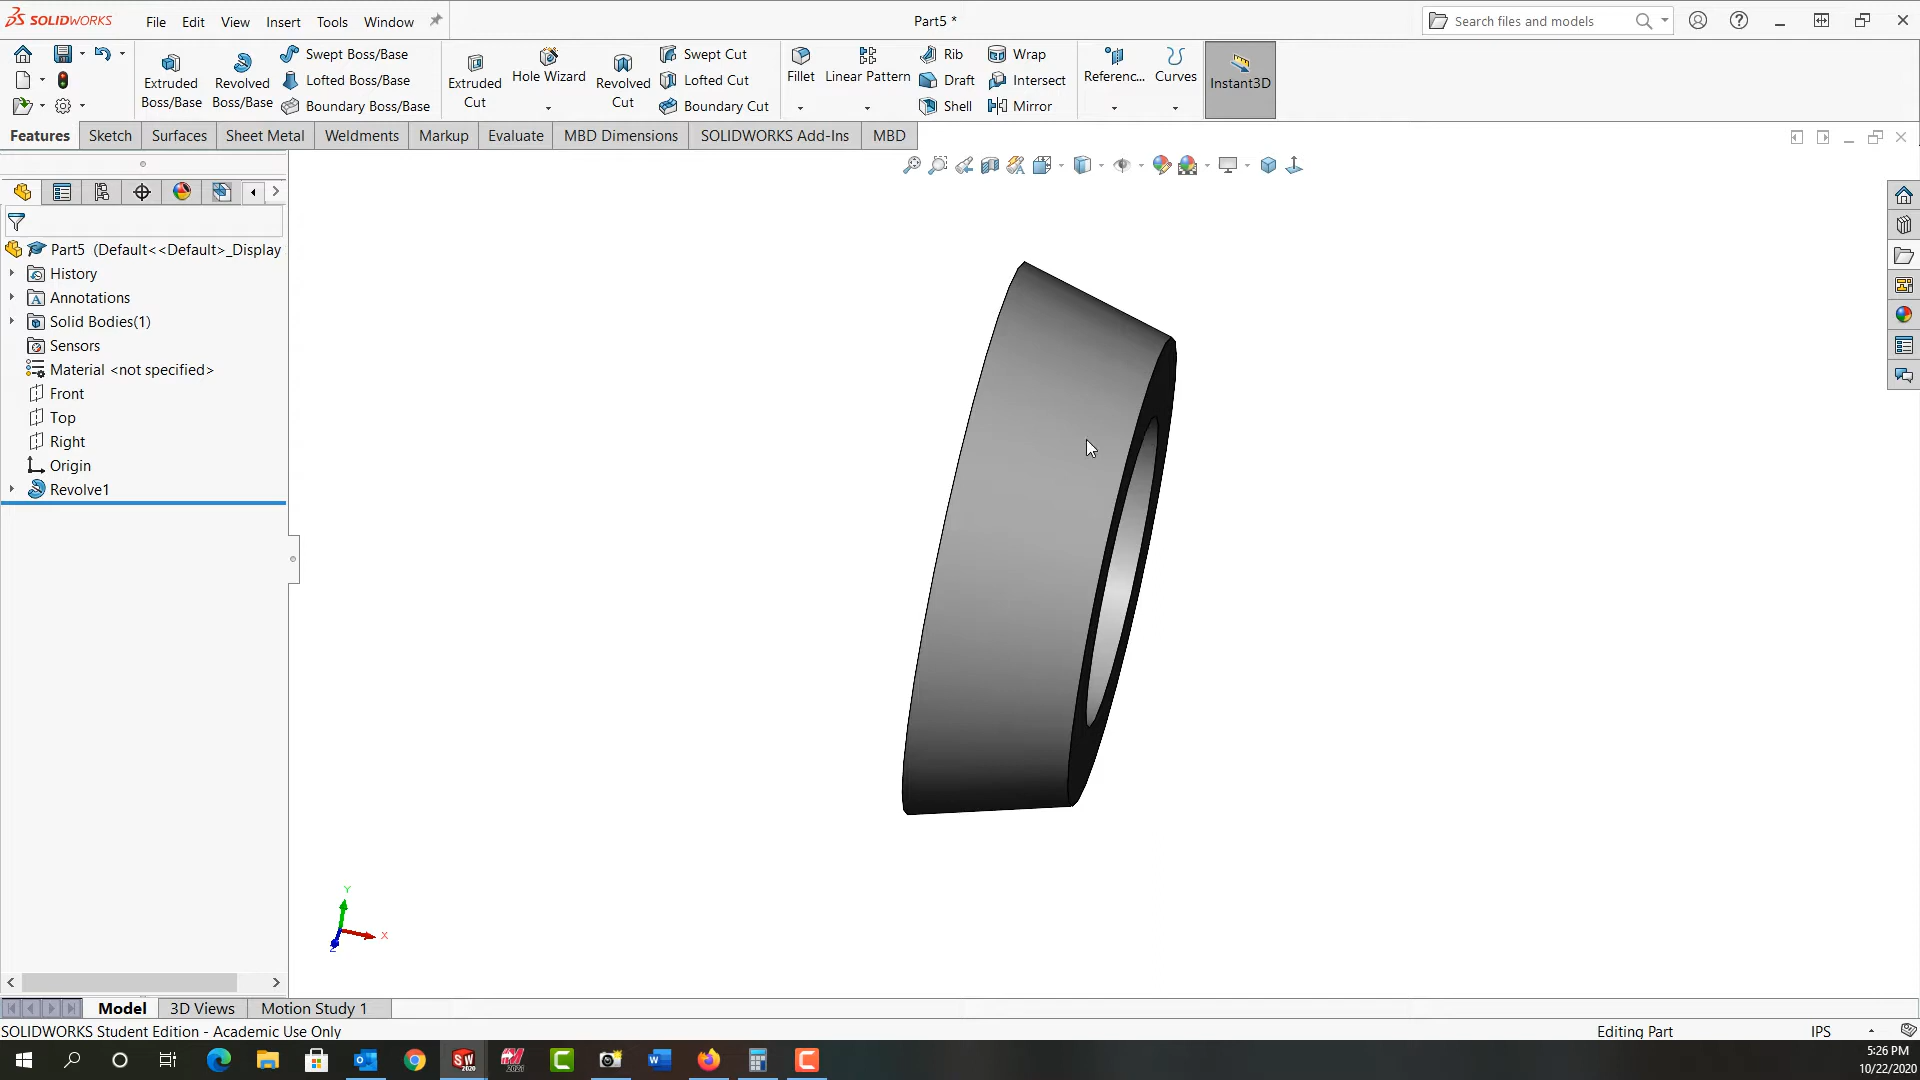 SOLIDWORKS File Edit View Insert Tools Window Part5 * Search files and models
Extruded Boss/Base
Revolved Boss/Base
Swept Boss/Base
Lofted Boss/Base
Boundary Boss/Base
Extruded Cut
Hole Wizard
Revolved Cut
Swept Cut
Lofted Cut
Boundary Cut
Fillet
Linear Pattern
Rib
Draft
Shell
Wrap
Intersect
Mirror
Referenc...
Curves
Instant3D
Features Sketch Surfaces Sheet Metal Weldments Markup Evaluate MBD Dimensions SOLIDWORKS Add-Ins MBD
Part5 (Default<<Default>_Display
History
Annotations
Solid Bodies(1)
Sensors
Material <not specified>
Front
Top
Right
Origin
Revolve1
Y
X
Z
Model 3D Views Motion Study 1
SOLIDWORKS Student Edition - Academic Use Only Editing Part IPS
5:26 PM
10/22/2020